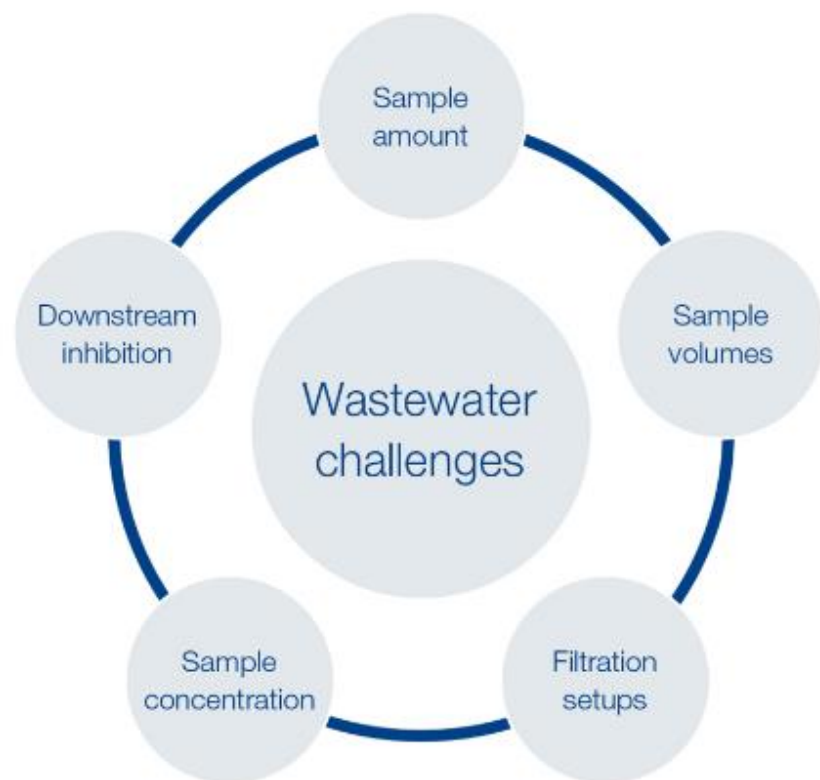 Sample
amount
Downstream
inhibition
Sample
volumes
Wastewater
challenges
Sample
concentration
Filtration
setups